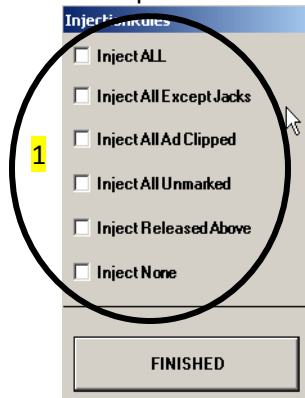 InjectionRules
Inject ALL
Inject All Except Jacks
Inject All Ad Clipped
1
Inject All Unmarked
Inject Released Above
Inject None
FINISHED